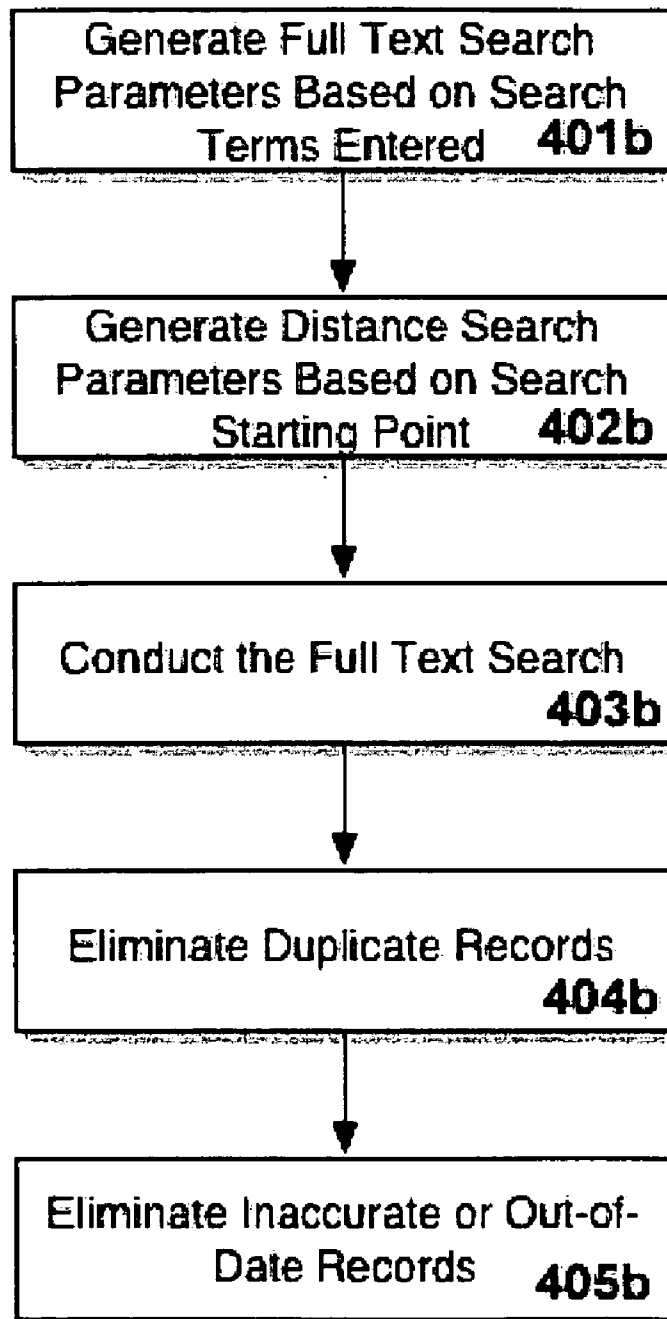 Generate Full Text Search
Parameters Based on Search
Terms Entered 401b
Generate Distance Search
Parameters Based on Search
Starting Point 402b
Conduct the Full Text Search
403b
Eliminate Duplicate Records
404b
Eliminate Inaccurate or Out-of-
Date Records 405b